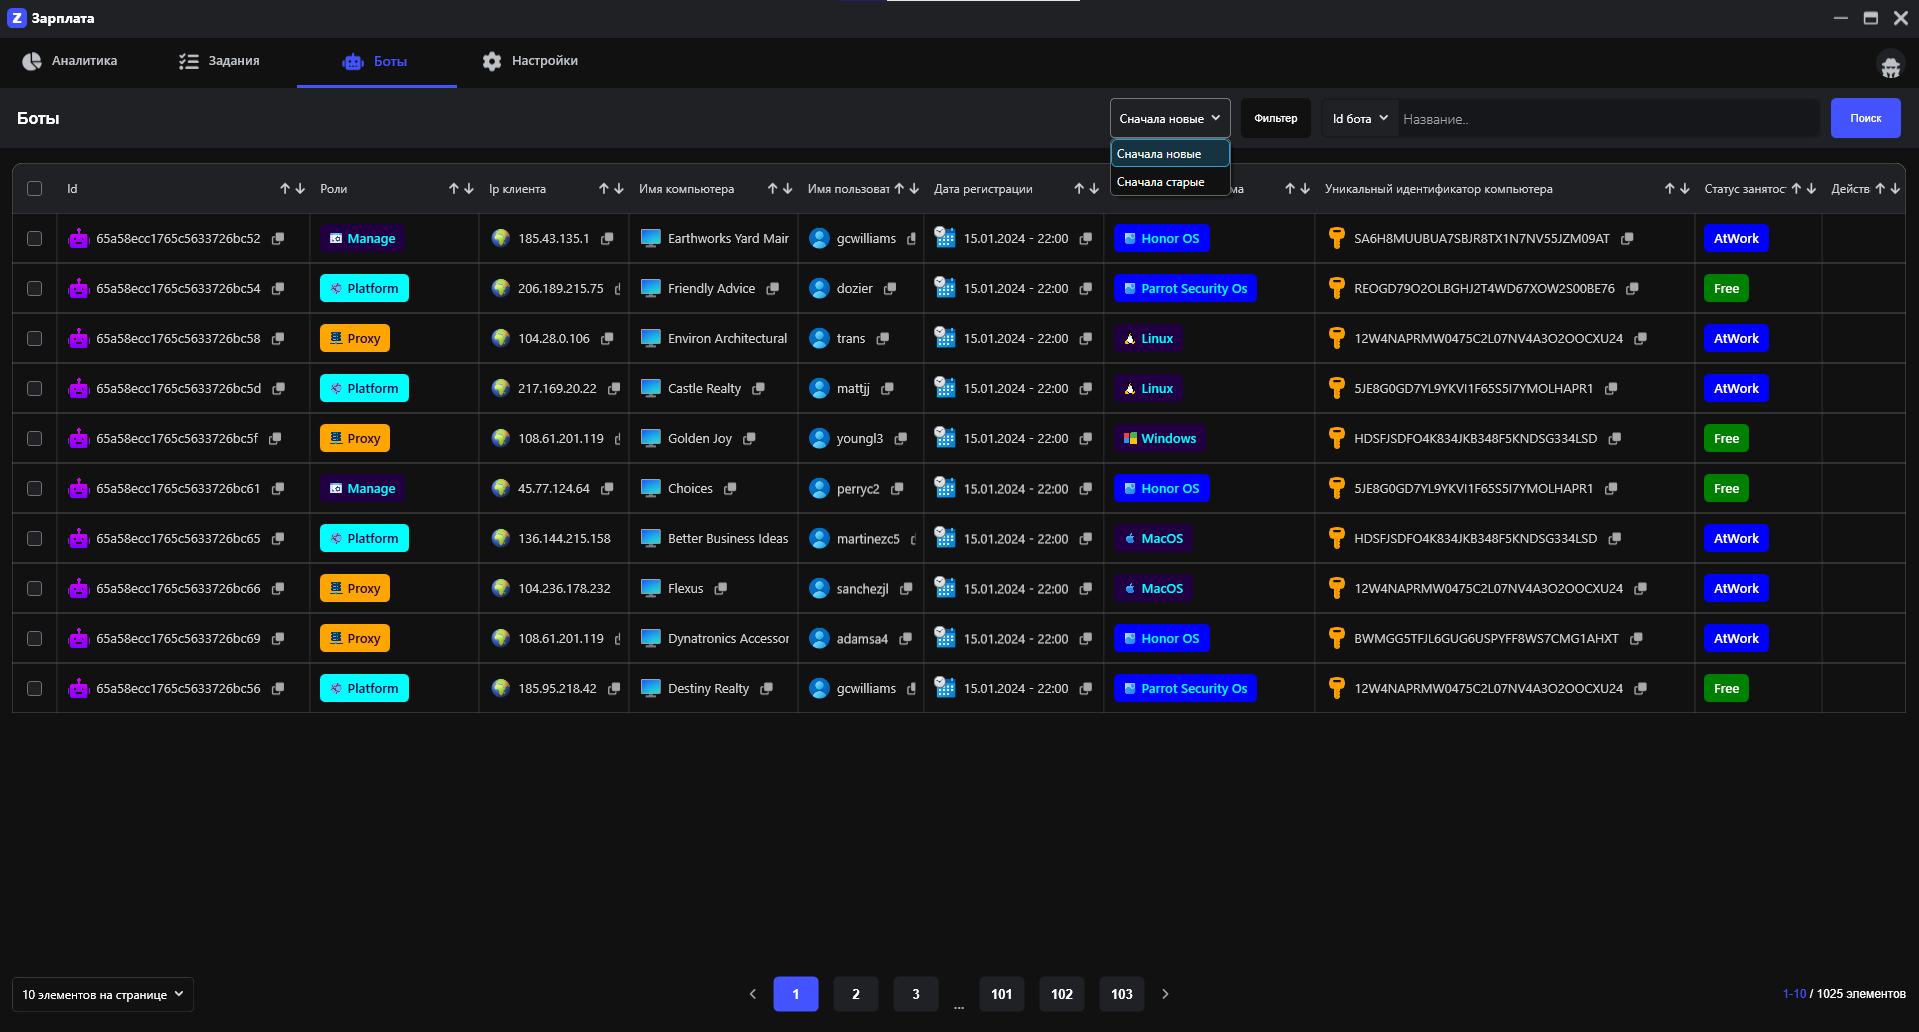 Z Зарплата
Аналитика Задания Боты Настройки
Боты Сначала новые Фильтр Id бота Название.. Поиск
Сначала новые
Сначала старые
Id Роли Ip клиента Имя компьютера Имя пользоват Дата регистрации ма Уникальный идентификатор компьютера Статус занятос Действ
65a58ecc1765c5633726bc52 Manage 185.43.135.1 Earthworks Yard Mair gcwilliams 15.01.2024 - 22:00 Honor OS SA6H8MUUBUA7SBJR8TX1N7NV55JZM09AT AtWork
65a58ecc1765c5633726bc54 Platform 206.189.215.75 Friendly Advice dozier 15.01.2024 - 22:00 Parrot Security Os REOGD79O2OLBGHJ2T4WD67XOW2S00BE76 Free
65a58ecc1765c5633726bc58 Proxy 104.28.0.106 Environ Architectural trans 15.01.2024 - 22:00 Linux 12W4NAPRMW0475C2L07NV4A3O2OOCXU24 AtWork
65a58ecc1765c5633726bc5d Platform 217.169.20.22 Castle Realty mattjj 15.01.2024 - 22:00 Linux 5JE8G0GD7YL9YKVI1F65S5I7YMOLHAPR1 AtWork
65a58ecc1765c5633726bc5f Proxy 108.61.201.119 Golden Joy youngl3 15.01.2024 - 22:00 Windows HDSFJSDFO4K834JKB348F5KNDSG334LSD Free
65a58ecc1765c5633726bc61 Manage 45.77.124.64 Choices perryc2 15.01.2024 - 22:00 Honor OS 5JE8G0GD7YL9YKVI1F65S5I7YMOLHAPR1 Free
65a58ecc1765c5633726bc65 Platform 136.144.215.158 Better Business Ideas martinezc5 15.01.2024 - 22:00 MacOS HDSFJSDFO4K834JKB348F5KNDSG334LSD AtWork
65a58ecc1765c5633726bc66 Proxy 104.236.178.232 Flexus sanchezjl 15.01.2024 - 22:00 MacOS 12W4NAPRMW0475C2L07NV4A3O2OOCXU24 AtWork
65a58ecc1765c5633726bc69 Proxy 108.61.201.119 Dynatronics Accessor adamsa4 15.01.2024 - 22:00 Honor OS BWMGG5TFJL6GUG6USPYFF8WS7CMG1AHXT AtWork
65a58ecc1765c5633726bc56 Platform 185.95.218.42 Destiny Realty gcwilliams 15.01.2024 - 22:00 Parrot Security Os 12W4NAPRMW0475C2L07NV4A3O2OOCXU24 Free
10 элементов на странице 1 2 3 ... 101 102 103 1-10 / 1025 элементов